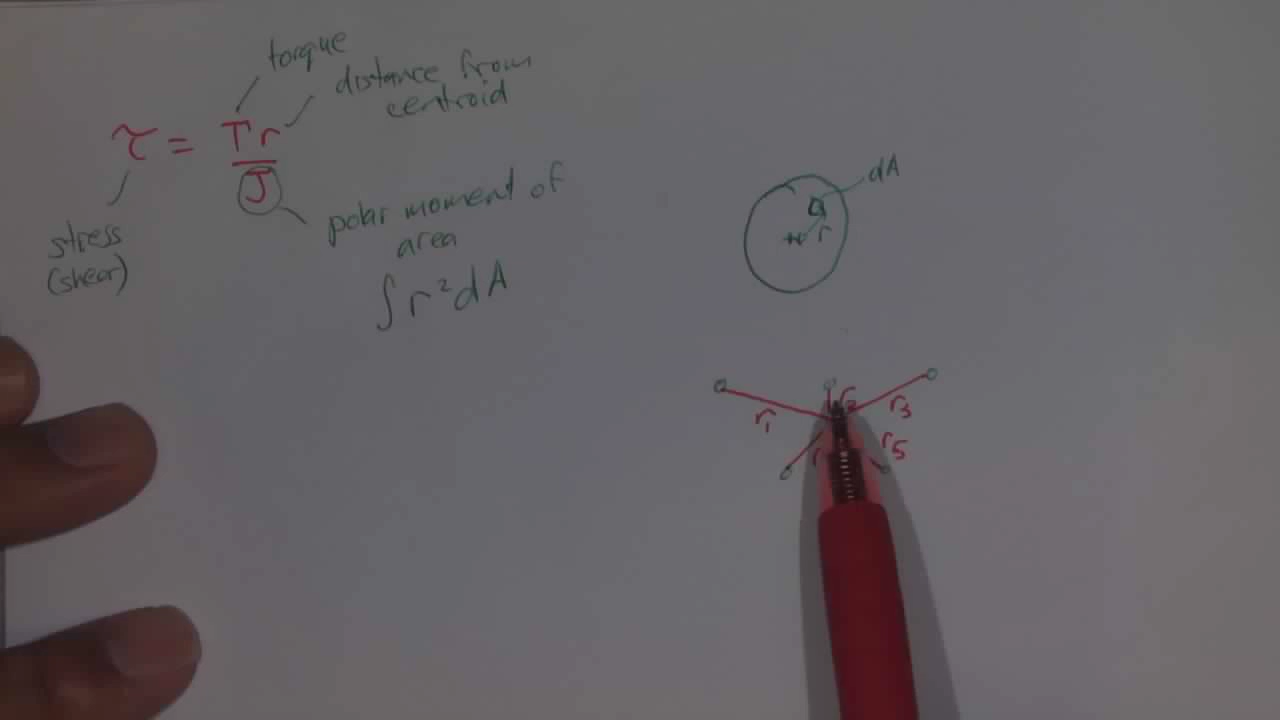 torque
distance from
centroid
τ = Tr
J
stress
(shear)
polar moment of
area
∫r²dA
dA
r
r₁
r₃
r₅